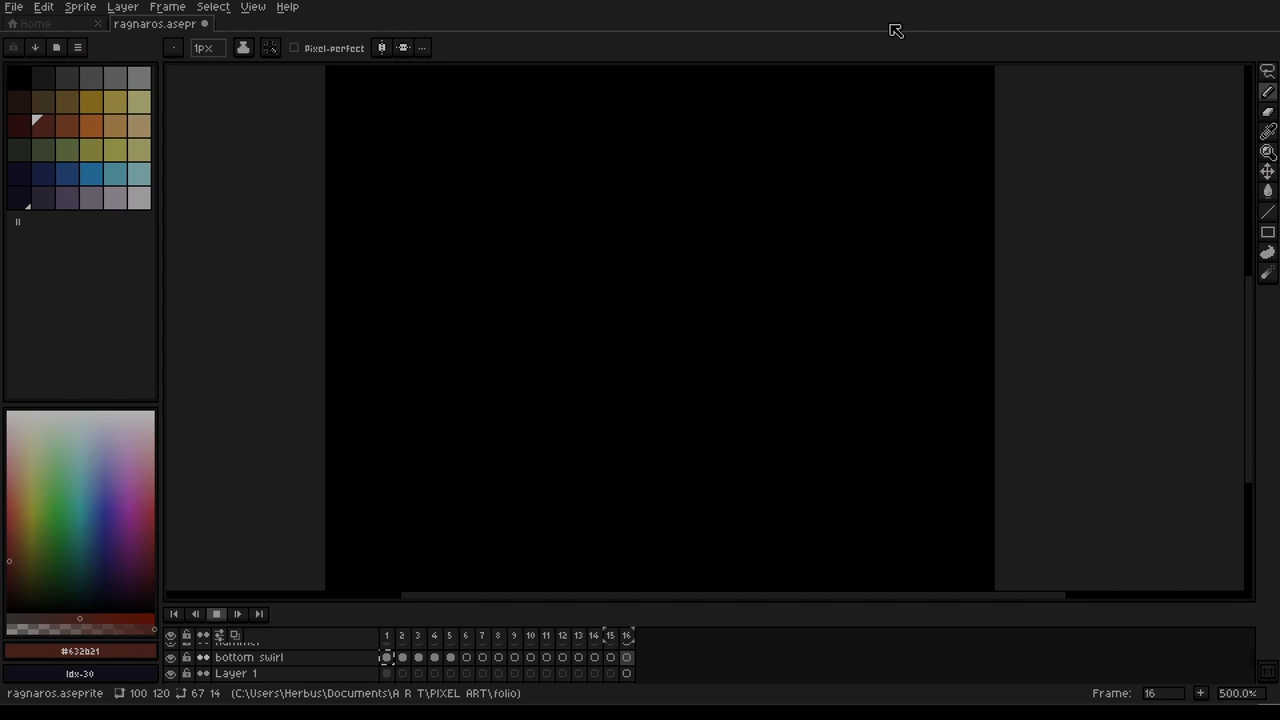 File Edit Sprite Layer Frame Select View Help
Home ragnaros.asepr
1px Pixel-perfect
#632b21
Idx-30
1 2 3 4 5 6 7 8 9 10 11 12 13 14 15 16
bottom swirl
Layer 1
ragnaros.aseprite 100 120 67 14 (C:\Users\Herbus\Documents\A R T\PIXEL ART\folio) Frame: 16 + 500.0%